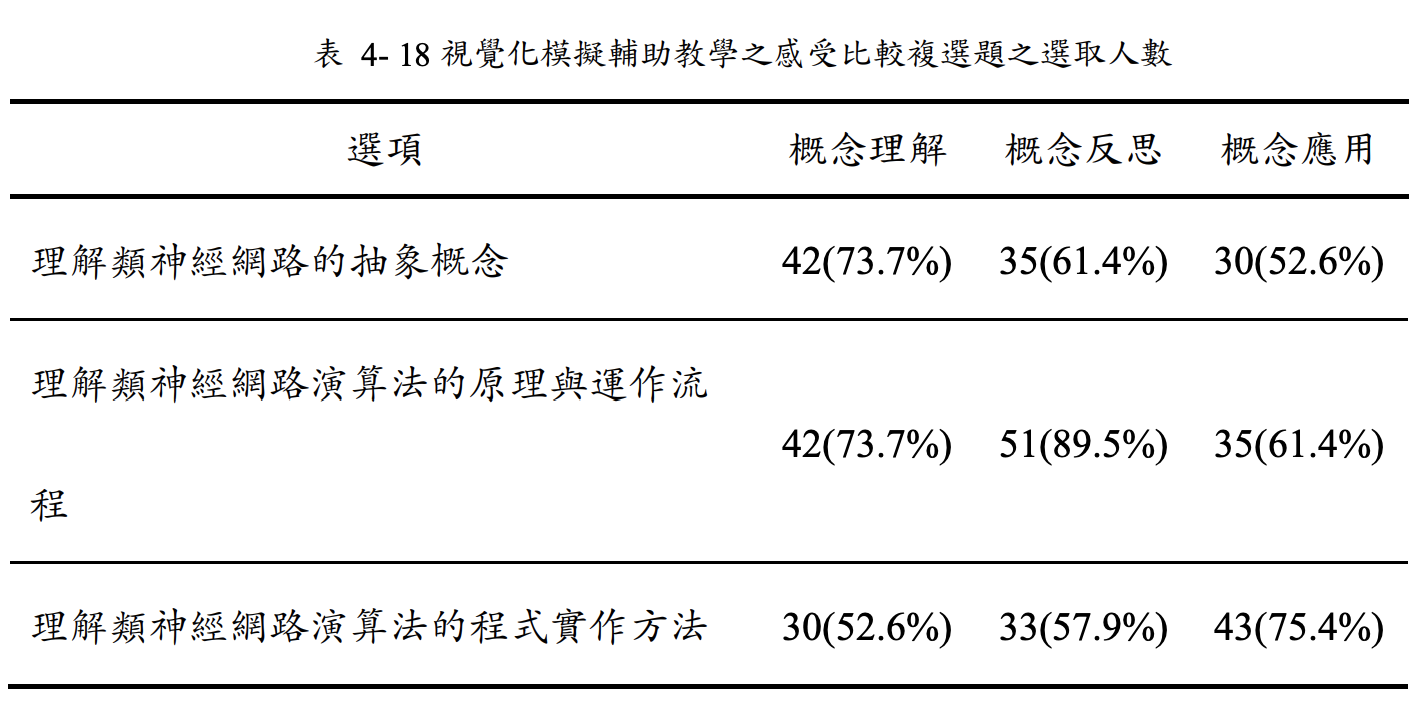 表 4- 18 視覺化模擬輔助教學之感受比較複選題之選取人數
選項 概念理解 概念反思 概念應用
理解類神經網路的抽象概念 42(73.7%) 35(61.4%) 30(52.6%)
理解類神經網路演算法的原理與運作流
42(73.7%) 51(89.5%) 35(61.4%)
程
理解類神經網路演算法的程式實作方法 30(52.6%) 33(57.9%) 43(75.4%)